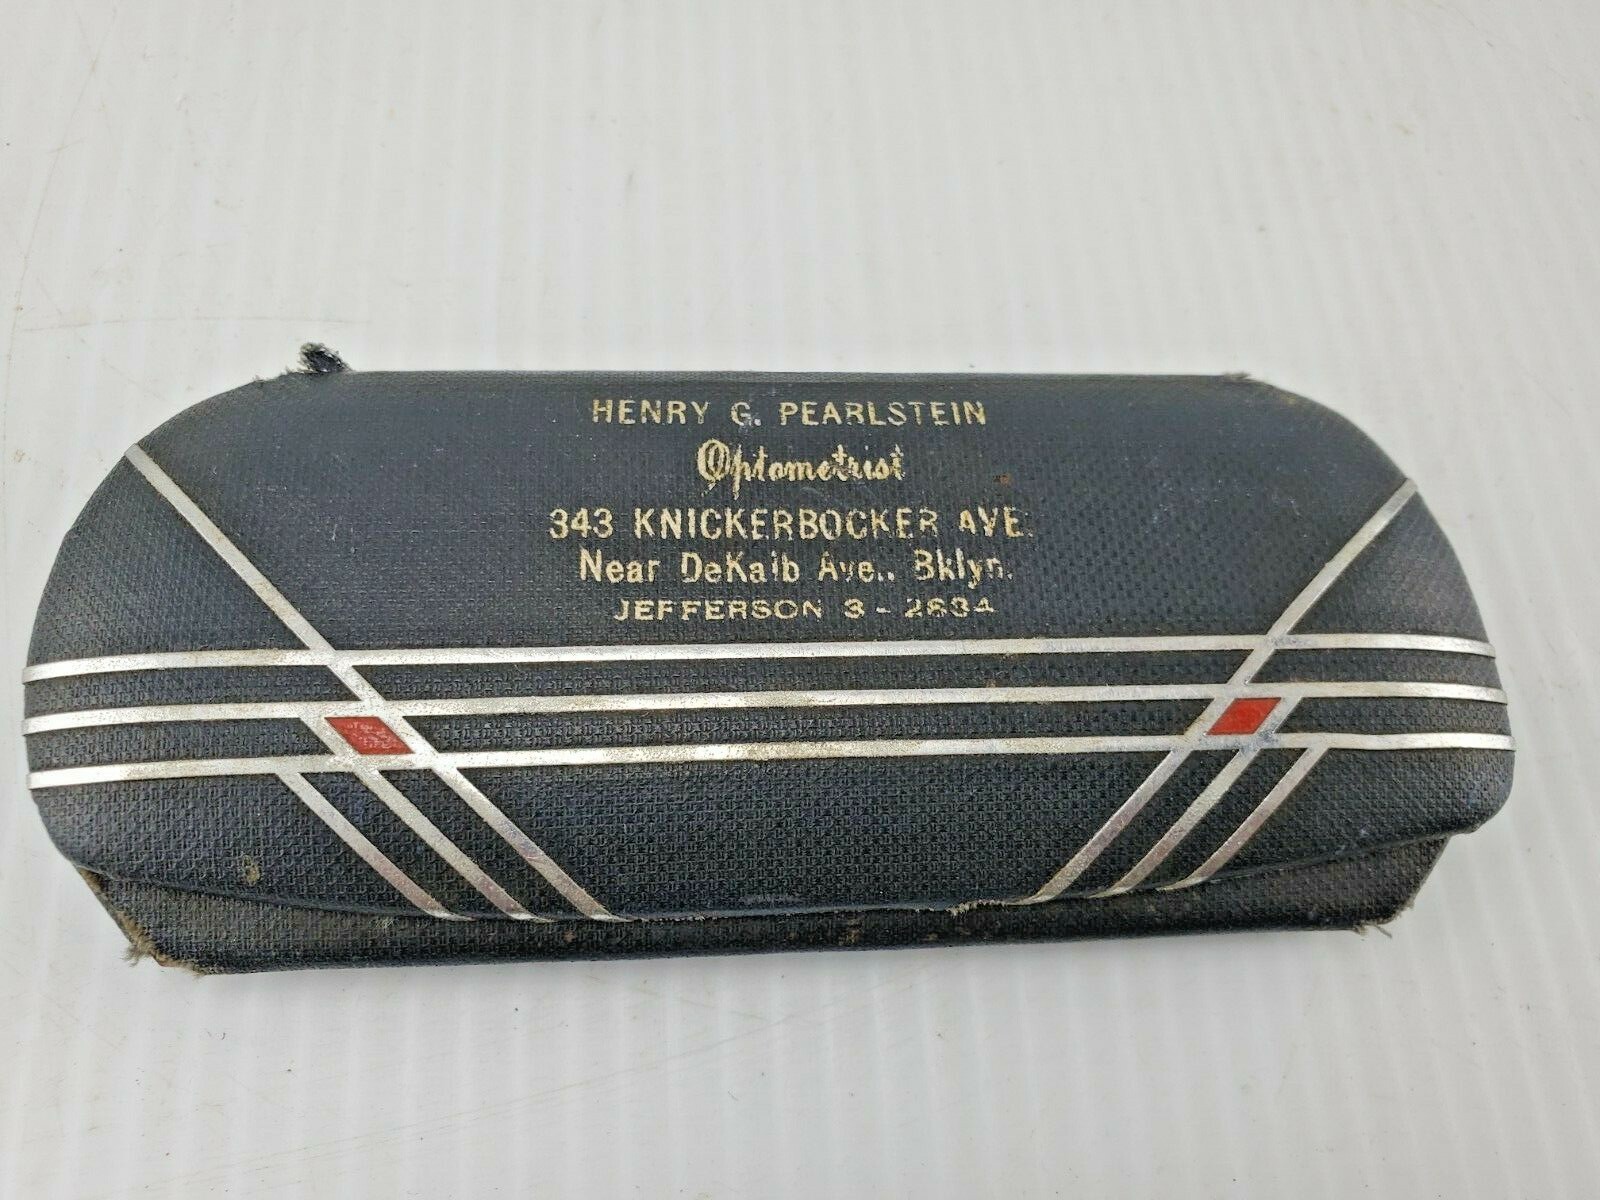 HENRY G. PEARLSTEIN
Optometrist
343 KNICKERBOCKER AVE.
Near DeKalb Ave., Bklyn.
JEFFERSON 3 - 2634